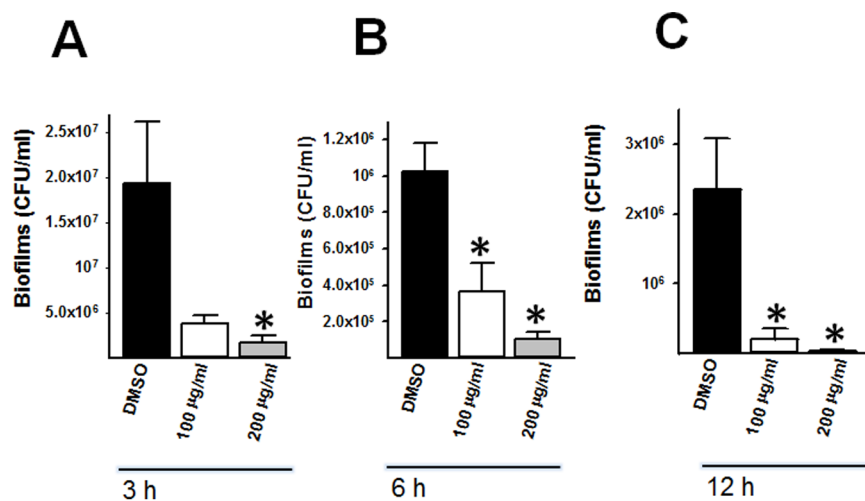 A
Biofilms (CFU/ml)
2.5x10⁷
2.0x10⁷
1.5x10⁷
10⁷
5.0x10⁶
*
DMSO
100 µg/ml
200 µg/ml
3 h
B
Biofilms (CFU/ml)
1.2x10⁶
10⁶
8.0x10⁵
6.0x10⁵
4.0x10⁵
2.0x10⁵
*
*
DMSO
100 µg/ml
200 µg/ml
6 h
C
Biofilms (CFU/ml)
3x10⁶
2x10⁶
10⁶
*
*
DMSO
100 µg/ml
200 µg/ml
12 h